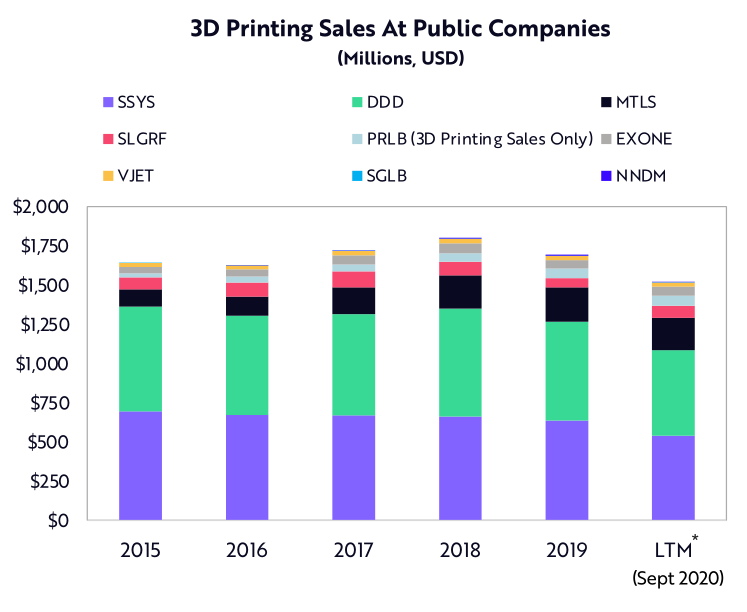 3D Printing Sales At Public Companies
(Millions, USD)
SSYS DDD MTLS
SLGRF PRLB (3D Printing Sales Only) EXONE
VJET SGLB NNDM
$2,000
$1,750
$1,500
$1,250
$1,000
$750
$500
$250
$0
2015 2016 2017 2018 2019 LTM*
(Sept 2020)